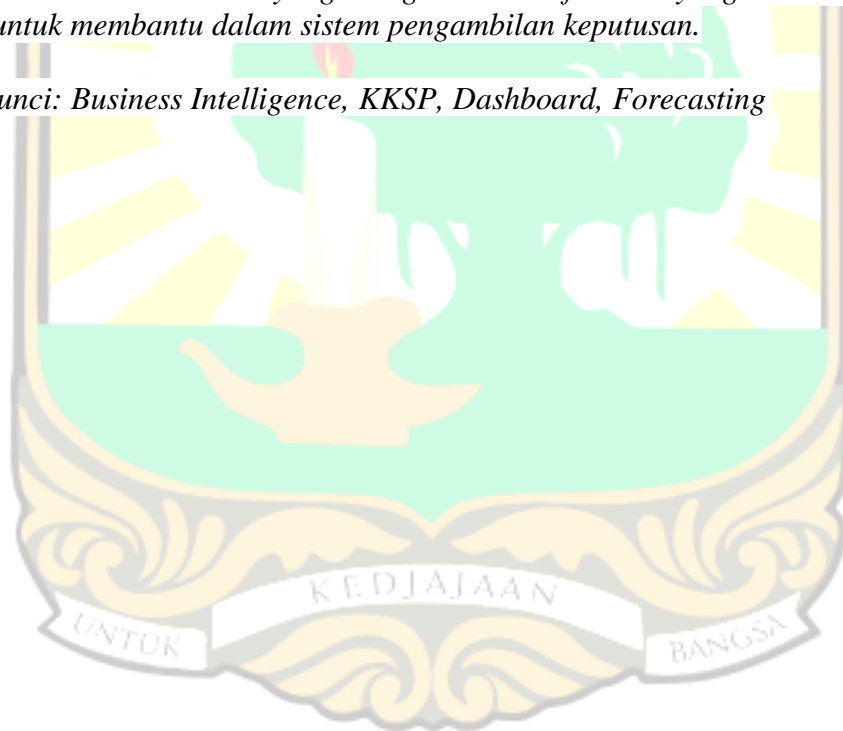 untuk membantu dalam sistem pengambilan keputusan.
unci: Business Intelligence, KKSP, Dashboard, Forecasting
KEDJAJAAN
UNTUK
BANGSA